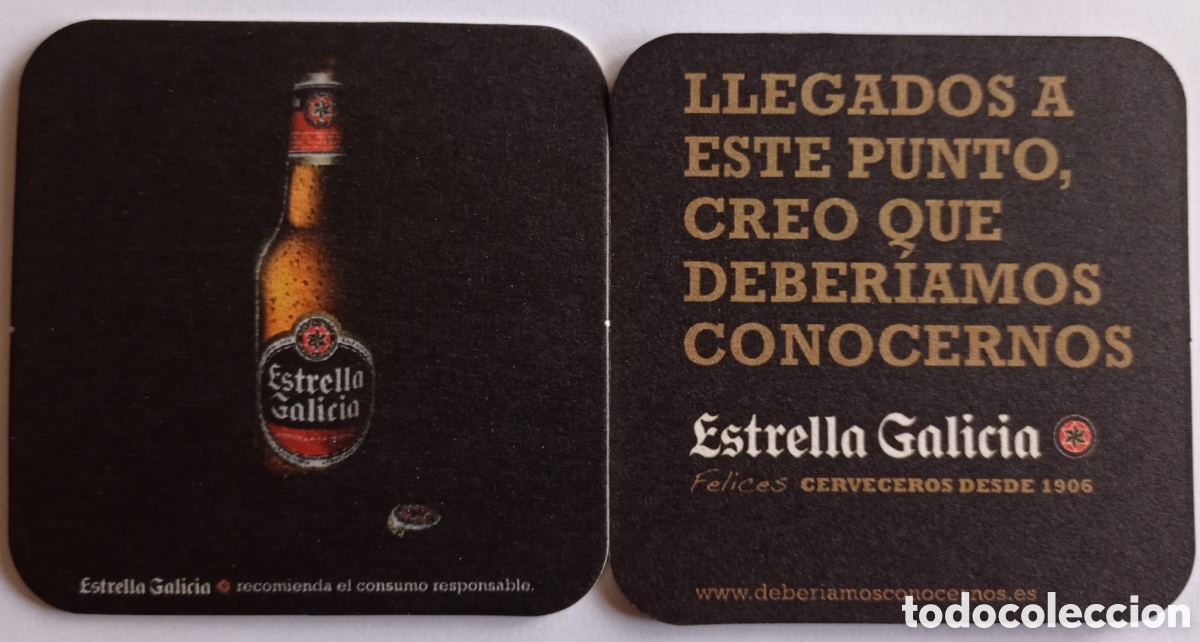 Estrella
Galicia
Estrella Galicia recomienda el consumo responsable.
LLEGADOS A
ESTE PUNTO,
CREO QUE
DEBERÍAMOS
CONOCERNOS
Estrella Galicia
Felices CERVECEROS DESDE 1906
www.deberiamosconocernos.es
todocoleccion